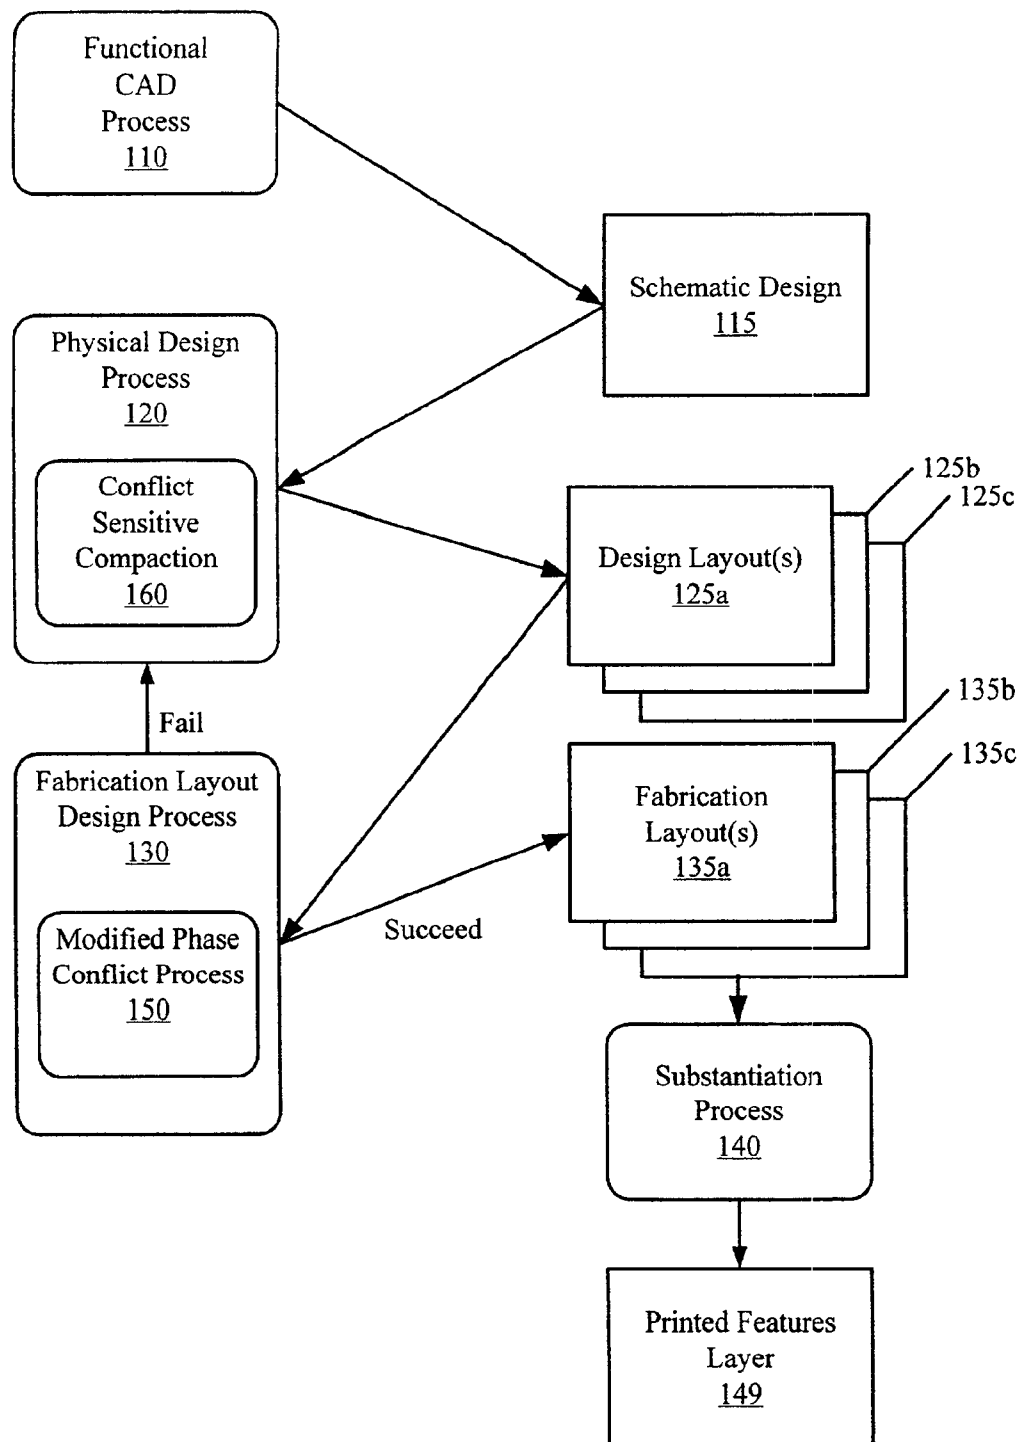 Functional
CAD
Process
110
Schematic Design
115
Physical Design
Process
120
Conflict
Sensitive
Compaction
160
125b
125c
Design Layout(s)
125a
Fail
135b
135c
Fabrication Layout
Design Process
130
Fabrication
Layout(s)
135a
Succeed
Modified Phase
Conflict Process
150
Substantiation
Process
140
Printed Features
Layer
149